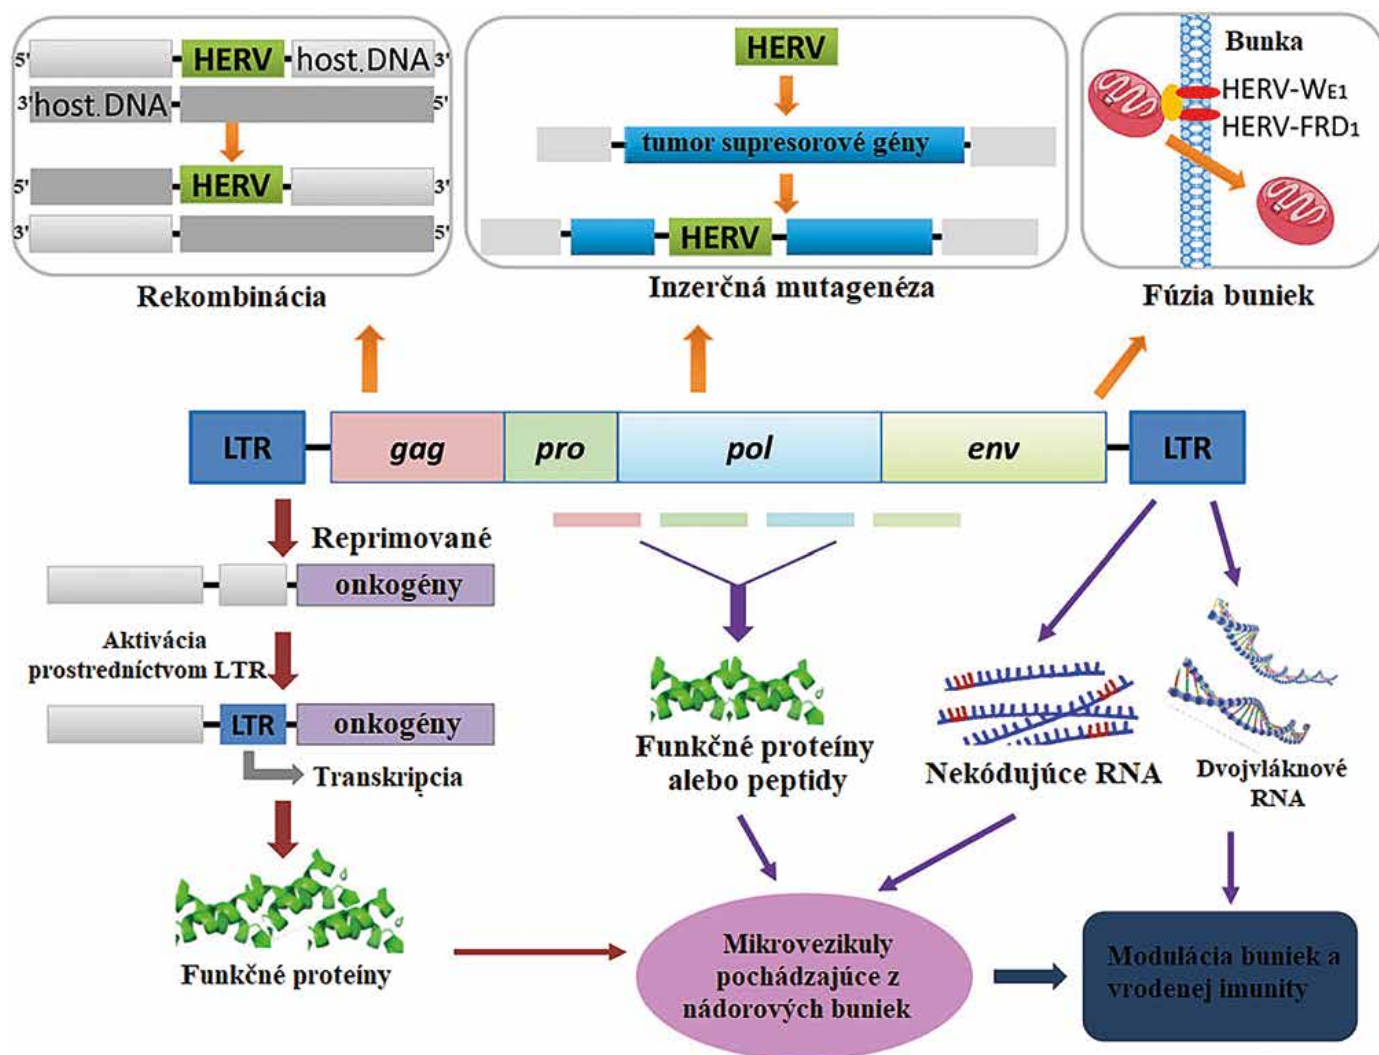 5' HERV host.DNA 3'
3' host.DNA 5'
5' HERV 3'
3' 5'
Rekombinácia
HERV
tumor supresorové gény
HERV
Inzerčná mutagenéza
Bunka
HERV-WE1
HERV-FRD1
Fúzia buniek
LTR gag pro pol env LTR
Reprimované
onkogény
Aktivácia
prostredníctvom LTR
LTR onkogény
Transkripcia
Funkčné proteíny
Funkčné proteíny
alebo peptidy
Nekódujúce RNA
Dvojvláknové
RNA
Mikrovezikuly
pochádzajúce z
nádorových buniek
Modulácia buniek a
vrodenej imunity